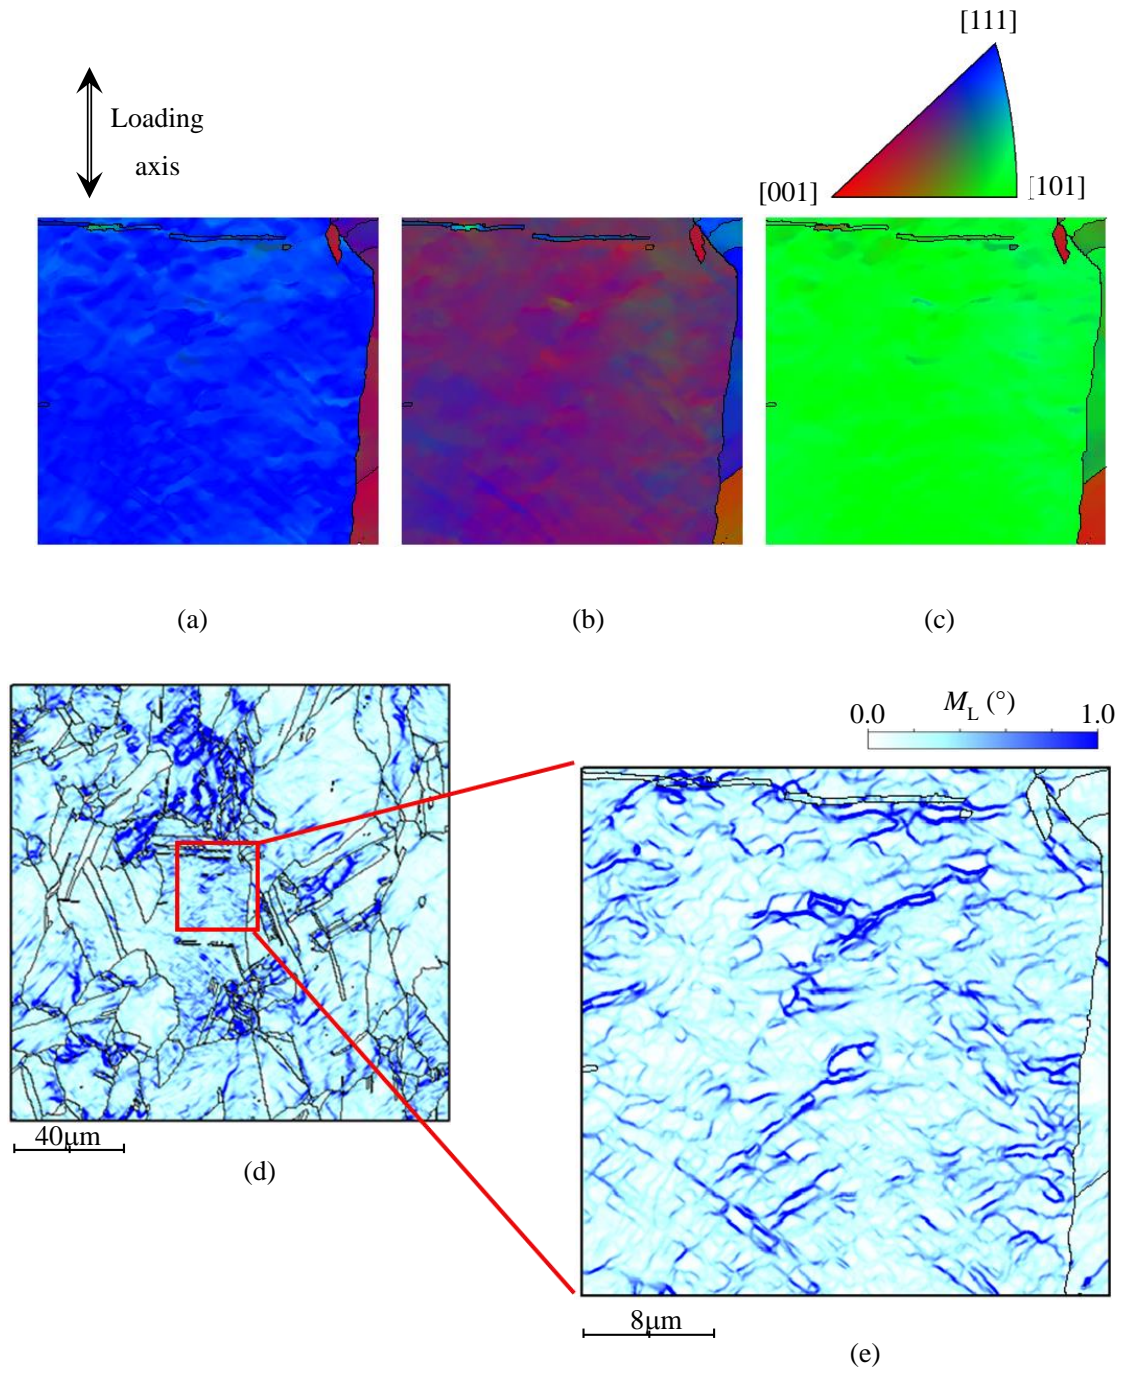 [111]
Loading
axis
[001]
[101]
(a)
(b)
(c)
M_L (°)
0.0
1.0
40μm
(d)
8μm
(e)